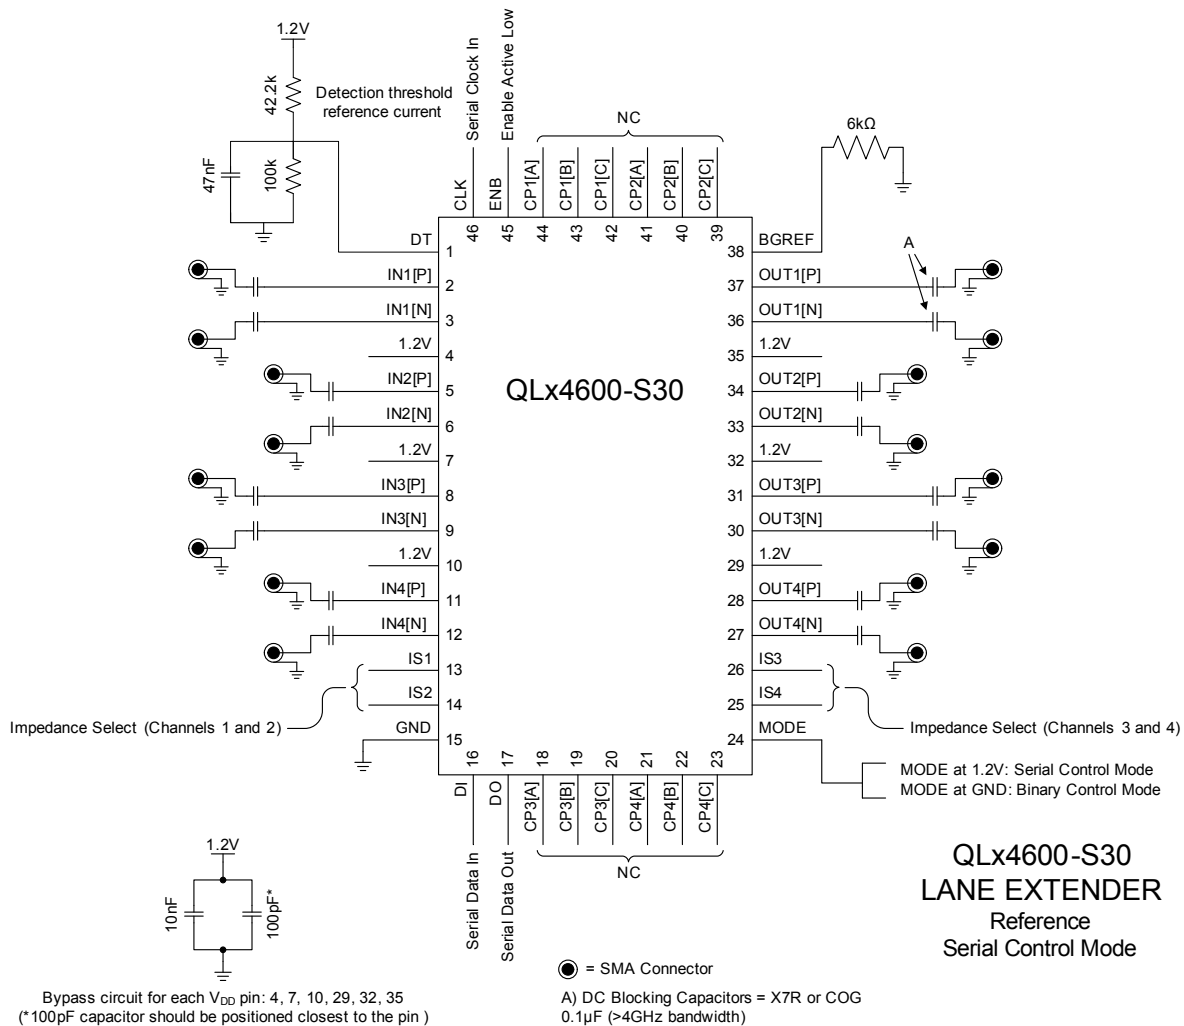 1.2V
42.2k
Detection threshold
reference current
47nF
100k
Serial Clock In
Enable Active Low
NC
6kΩ
CLK
ENB
CP1[A]
CP1[B]
CP1[C]
CP2[A]
CP2[B]
CP2[C]
46
45
44
43
42
41
40
39
DT
1
IN1[P]
2
IN1[N]
3
1.2V
4
IN2[P]
5
IN2[N]
6
1.2V
7
IN3[P]
8
IN3[N]
9
1.2V
10
IN4[P]
11
IN4[N]
12
IS1
13
IS2
14
GND
15
Impedance Select (Channels 1 and 2)
QLx4600-S30
38
BGREF
A
37
OUT1[P]
36
OUT1[N]
35
1.2V
34
OUT2[P]
33
OUT2[N]
32
1.2V
31
OUT3[P]
30
OUT3[N]
29
1.2V
28
OUT4[P]
27
OUT4[N]
26
IS3
25
IS4
24
MODE
Impedance Select (Channels 3 and 4)
MODE at 1.2V: Serial Control Mode
MODE at GND: Binary Control Mode
16
17
18
19
20
21
22
23
DI
DO
CP3[A]
CP3[B]
CP3[C]
CP4[A]
CP4[B]
CP4[C]
Serial Data In
Serial Data Out
NC
1.2V
10nF
100pF*
Bypass circuit for each VDD pin: 4, 7, 10, 29, 32, 35
(*100pF capacitor should be positioned closest to the pin )
= SMA Connector
A) DC Blocking Capacitors = X7R or COG
0.1µF (>4GHz bandwidth)
QLx4600-S30
LANE EXTENDER
Reference
Serial Control Mode